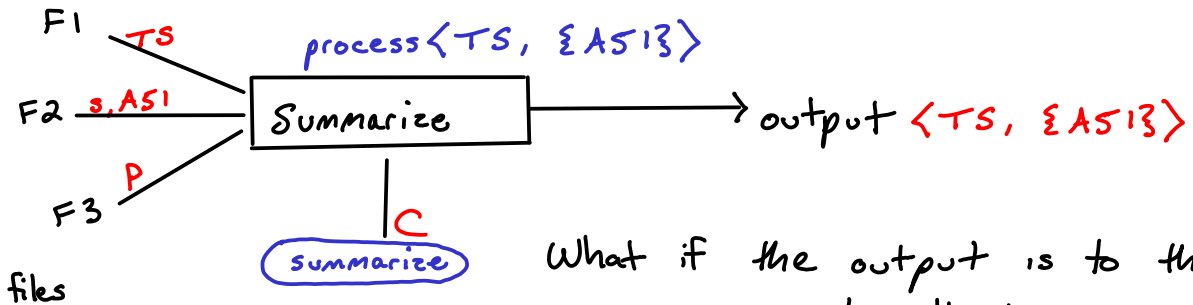 F1
TS
process <TS, {A51}>
F2
s, A51
Summarize
output <TS, {A51}>
P
F3
C
summarize
What if the output is to th
files